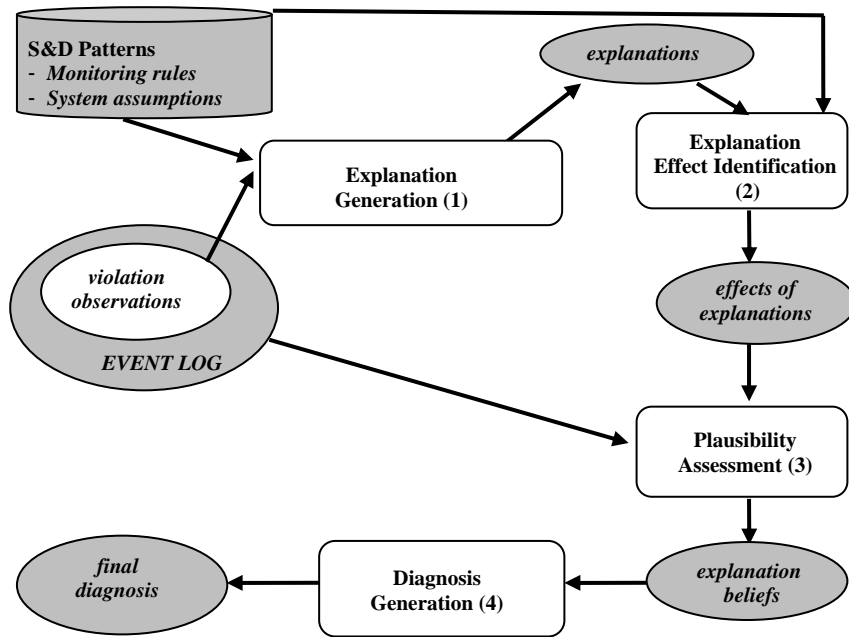 S&D Patterns
- Monitoring rules
- System assumptions
explanations
Explanation
Generation (1)
Explanation
Effect Identification
(2)
violation
observations
EVENT LOG
effects of
explanations
Plausibility
Assessment (3)
final
diagnosis
Diagnosis
Generation (4)
explanation
beliefs